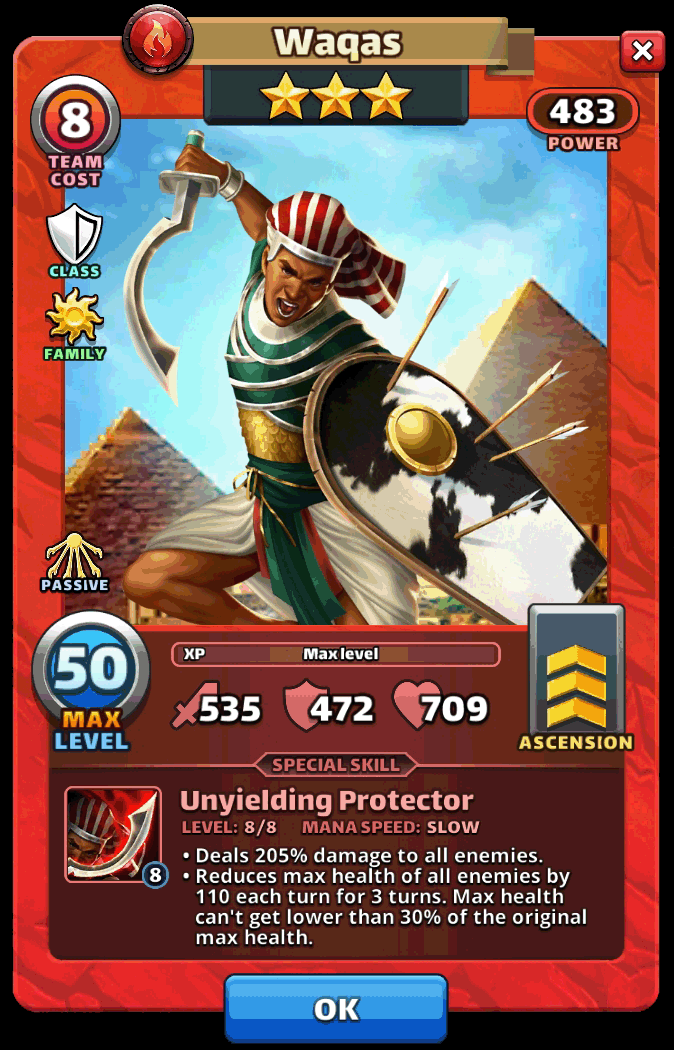 Waqas
8
TEAM
COST
483
POWER
CLASS
FAMILY
PASSIVE
50
MAX
LEVEL
XP
Max level
535
472
709
ASCENSION
SPECIAL SKILL
Unyielding Protector
LEVEL: 8/8 MANA SPEED: SLOW
8
• Deals 205% damage to all enemies.
• Reduces max health of all enemies by
110 each turn for 3 turns. Max health
can't get lower than 30% of the original
max health.
OK